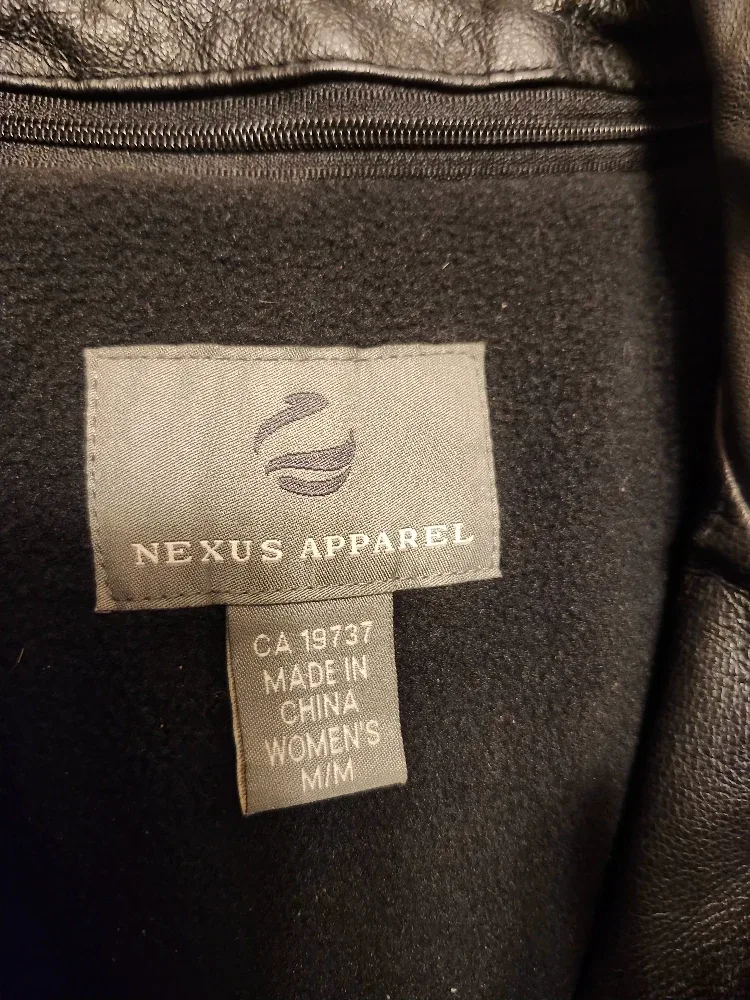 NEXUS APPAREL
CA 19737
MADE IN
CHINA
WOMEN'S
M/M